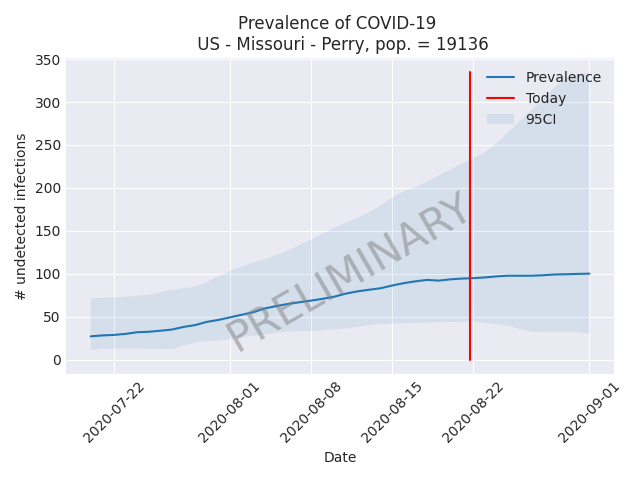 Prevalence of COVID-19
US - Missouri - Perry, pop. = 19136
350
300
250
200
150
100
50
0
# undetected infections
Prevalence
Today
95CI
PRELIMINARY
2020-07-22
2020-08-01
2020-08-08
2020-08-15
2020-08-22
2020-09-01
Date